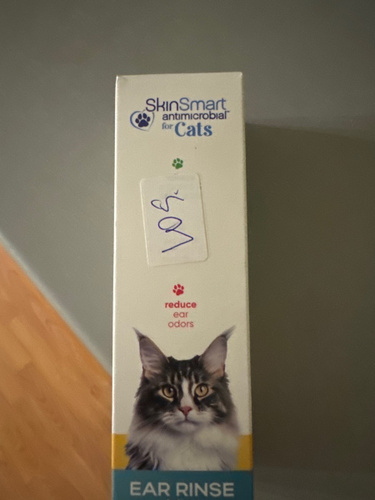 SkinSmart
antimicrobial
for Cats
reduce
ear
odors
EAR RINSE